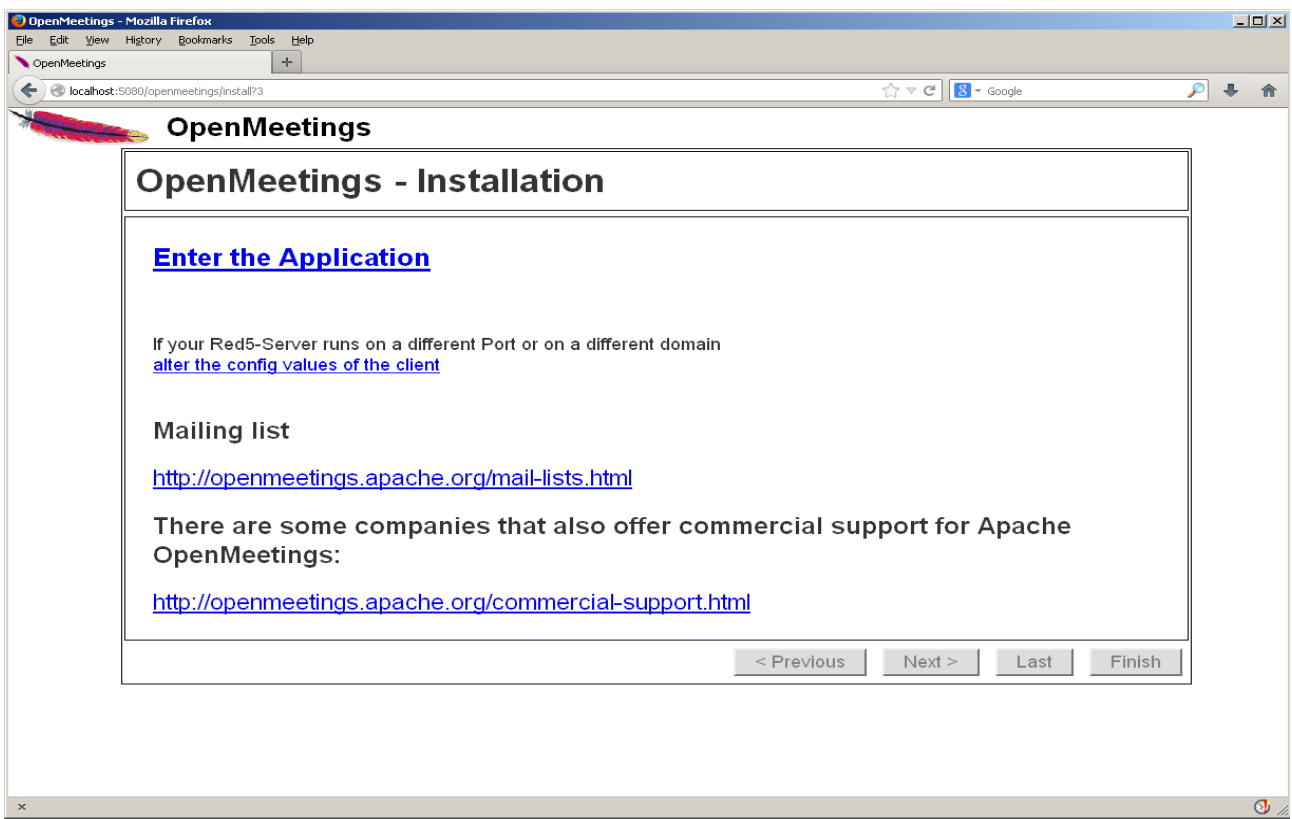 OpenMeetings - Mozilla Firefox
File Edit View History Bookmarks Tools Help
OpenMeetings
localhost:5080/openmeetings/install?3
Google
OpenMeetings
OpenMeetings - Installation
Enter the Application
If your Red5-Server runs on a different Port or on a different domain
alter the config values of the client
Mailing list
http://openmeetings.apache.org/mail-lists.html
There are some companies that also offer commercial support for Apache
OpenMeetings:
http://openmeetings.apache.org/commercial-support.html
< Previous Next > Last Finish